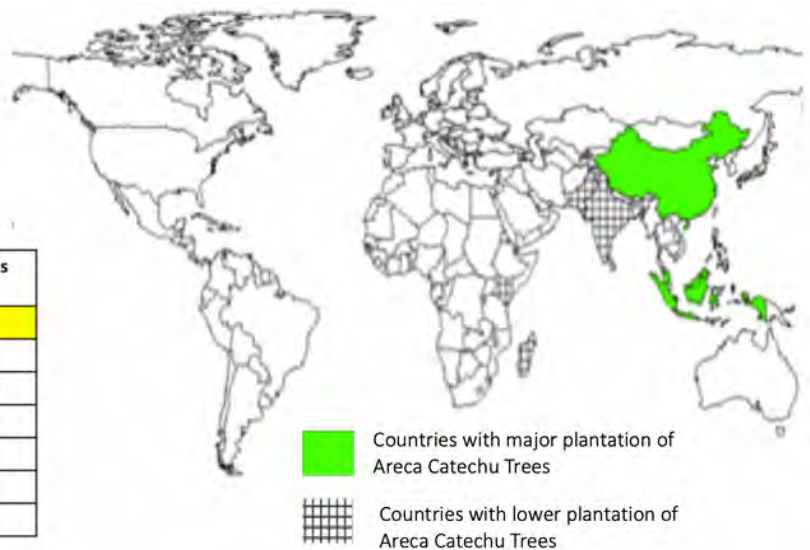 s
Countries with major plantation of
Areca Catechu Trees
Countries with lower plantation of
Areca Catechu Trees